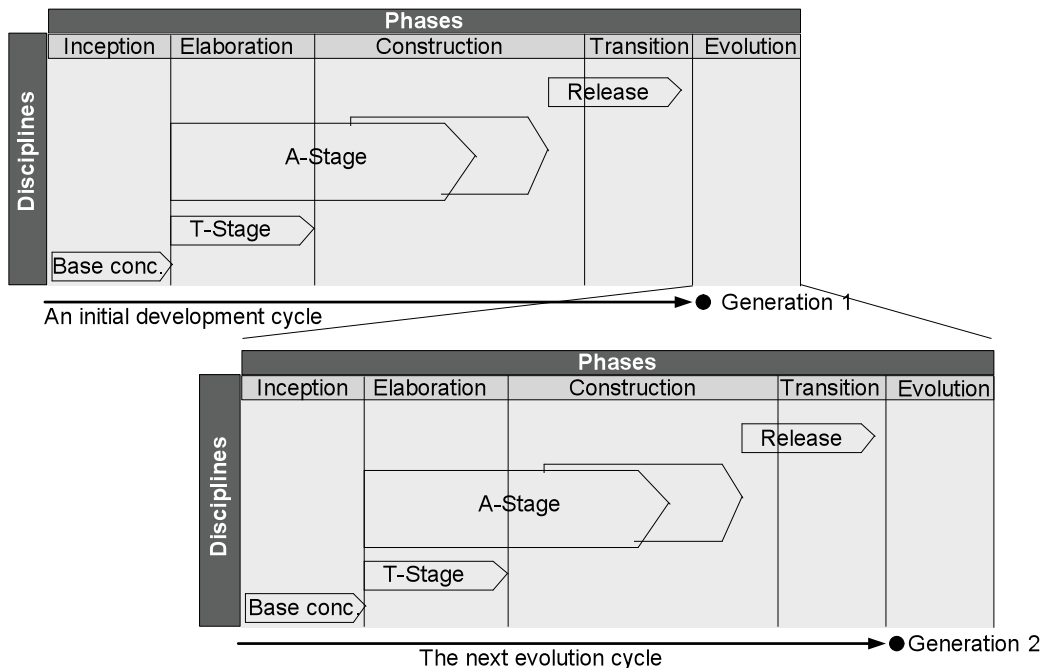 Phases
Inception Elaboration Construction Transition Evolution
Disciplines
Release
A-Stage
T-Stage
Base conc.
Generation 1
An initial development cycle
Phases
Inception Elaboration Construction Transition Evolution
Disciplines
Release
A-Stage
T-Stage
Base conc.
Generation 2
The next evolution cycle